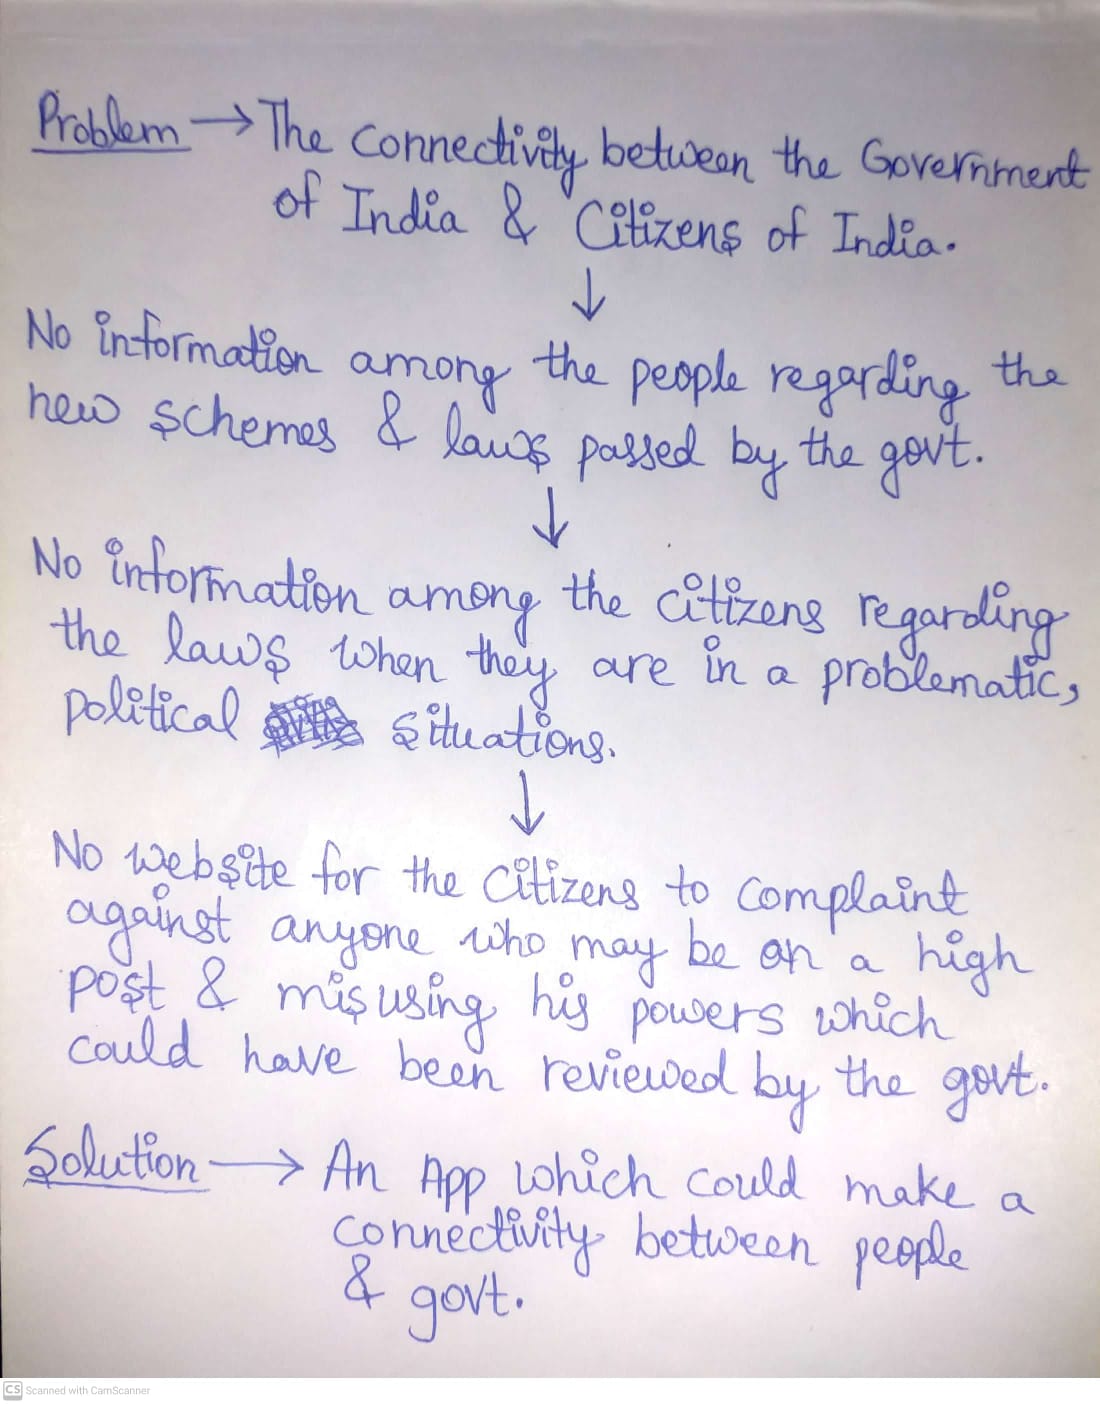 Problem → The connectivity between the Government
of India & Citizens of India.
↓
No information among the people regarding the
new schemes & laws passed by the govt.
↓
No information among the citizens regarding
the laws when they are in a problematic,
political situations.
↓
No website for the citizens to complaint
against anyone who may be on a high
post & misusing his powers which
could have been reviewed by the govt.
Solution → An App which could make a
connectivity between people
& govt.
CS Scanned with CamScanner